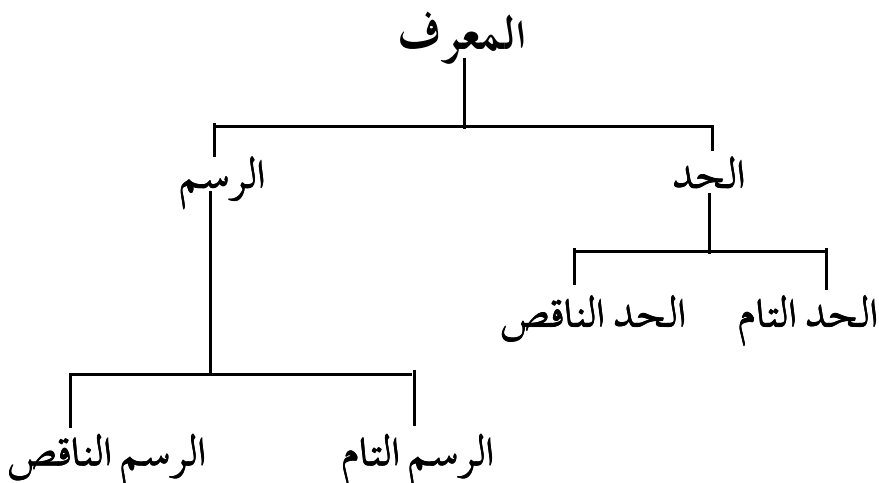 المعرف
الحد
الرسم
الحد التام
الحد الناقص
الرسم التام
الرسم الناقص